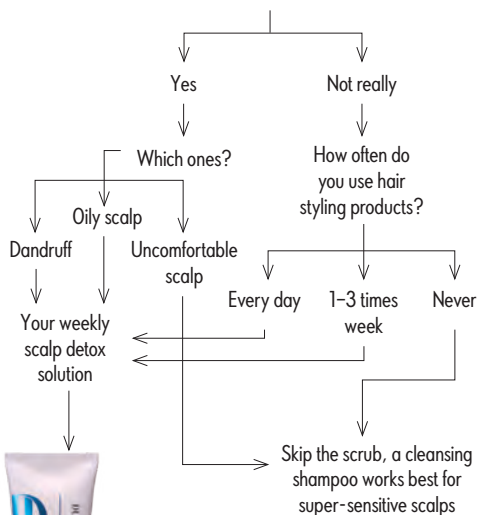 Yes
Not really
Which ones?
How often do
you use hair
styling products?
Oily scalp
Dandruff
Uncomfortable
scalp
Every day
1–3 times
week
Never
Your weekly
scalp detox
solution
Skip the scrub, a cleansing
shampoo works best for
super-sensitive scalps